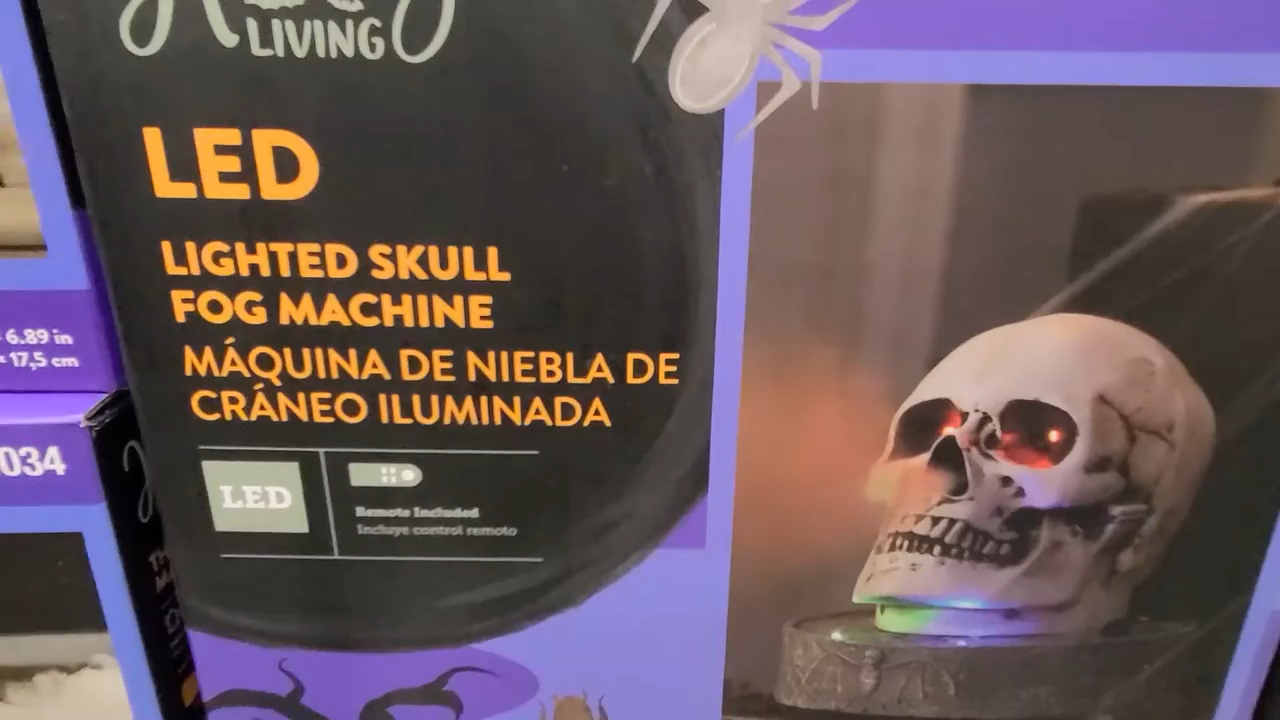 LIVING
LED
LIGHTED SKULL
FOG MACHINE
MÁQUINA DE NIEBLA DE
CRÁNEO ILUMINADA
LED
Remote Included
Incluye control remoto
6.89 in
17,5 cm
034